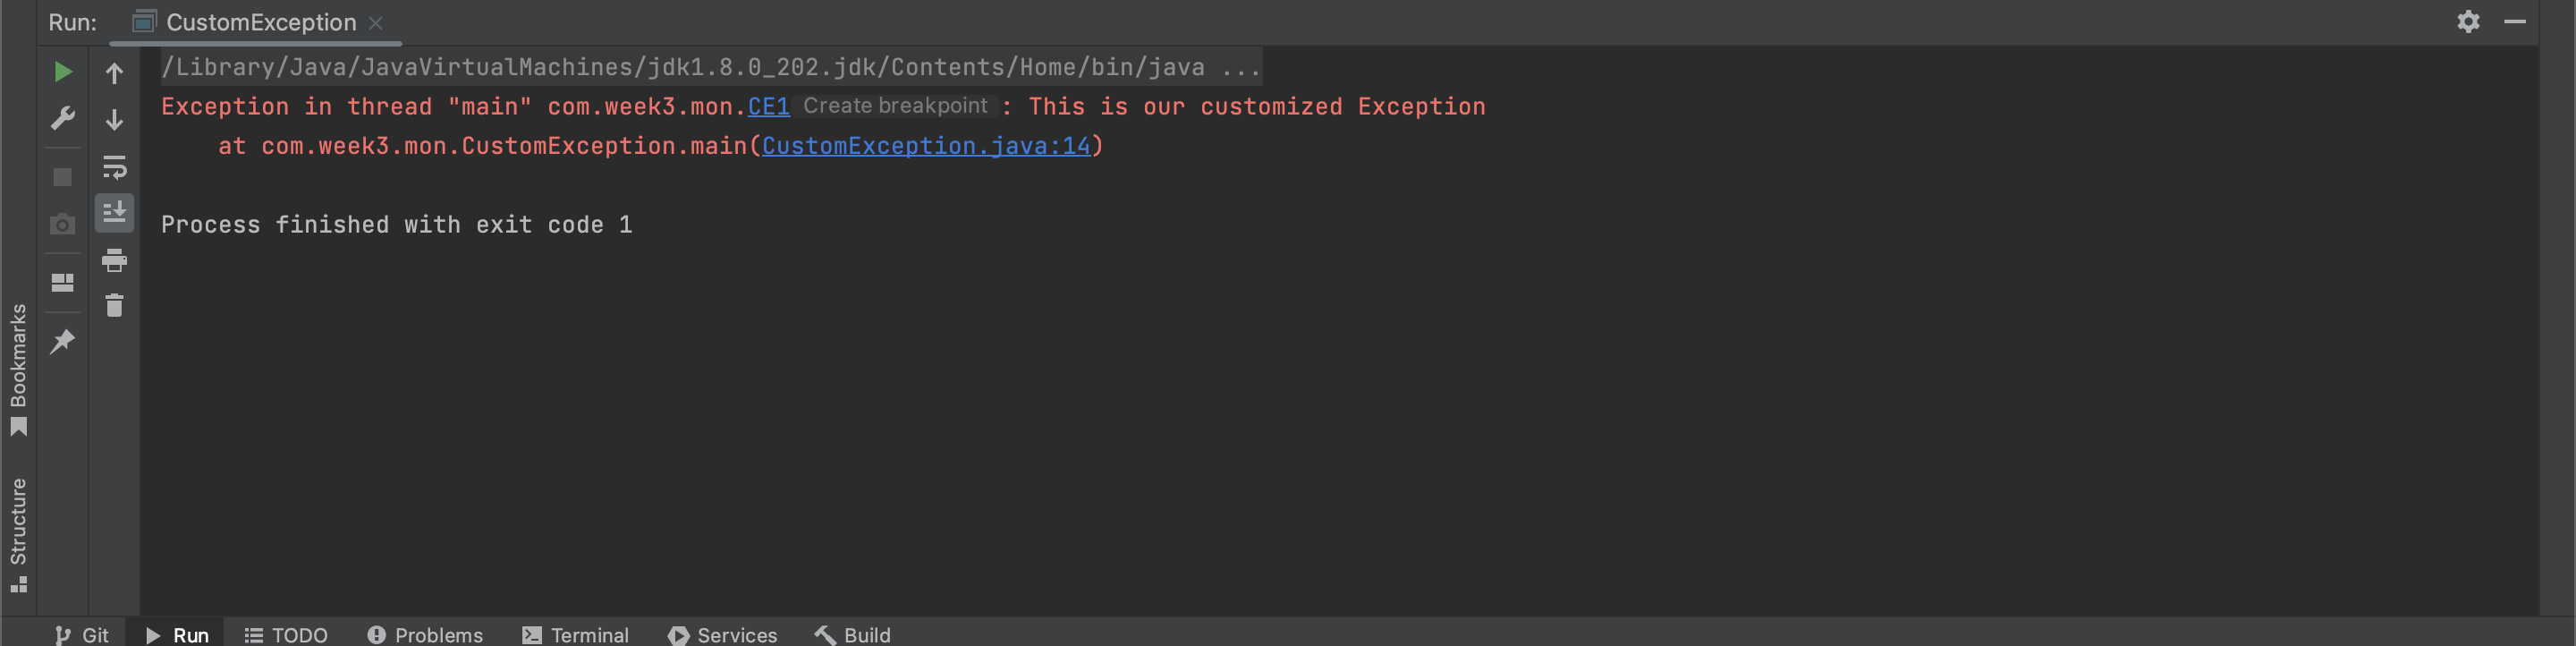 Run: CustomException
/Library/Java/JavaVirtualMachines/jdk1.8.0_202.jdk/Contents/Home/bin/java ...
Exception in thread "main" com.week3.mon.CE1 Create breakpoint : This is our customized Exception
at com.week3.mon.CustomException.main(CustomException.java:14)
Process finished with exit code 1
Bookmarks
Structure
Git Run TODO Problems Terminal Services Build